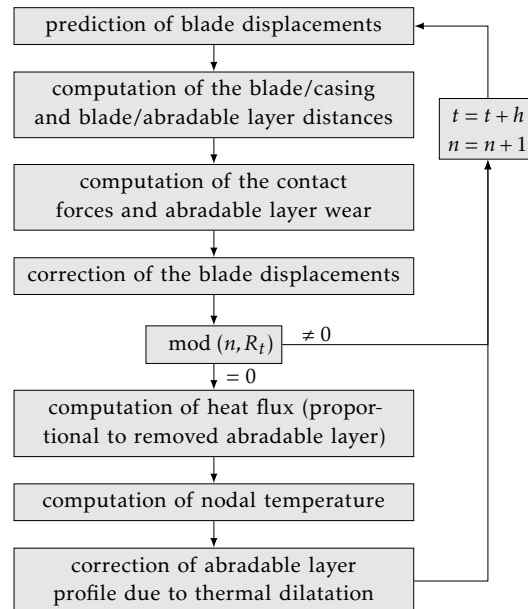 prediction of blade displacements
computation of the blade/casing
and blade/abradable layer distances
t = t + h
n = n + 1
computation of the contact
forces and abradable layer wear
correction of the blade displacements
mod (n, R_t)
≠ 0
= 0
computation of heat flux (propor-
tional to removed abradable layer)
computation of nodal temperature
correction of abradable layer
profile due to thermal dilatation